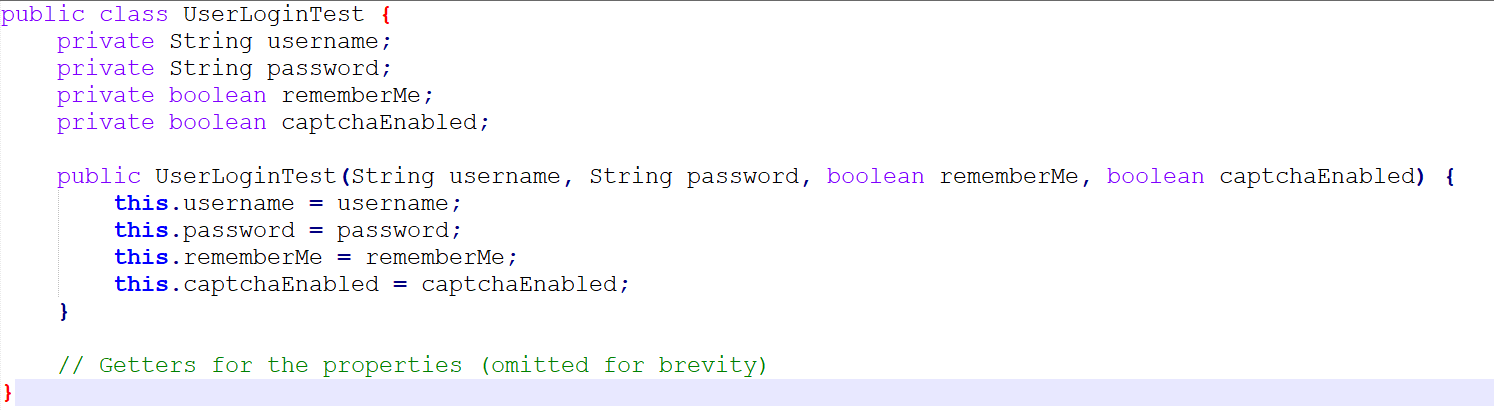 public class UserLoginTest {
    private String username;
    private String password;
    private boolean rememberMe;
    private boolean captchaEnabled;

    public UserLoginTest(String username, String password, boolean rememberMe, boolean captchaEnabled) {
        this.username = username;
        this.password = password;
        this.rememberMe = rememberMe;
        this.captchaEnabled = captchaEnabled;
    }

    // Getters for the properties (omitted for brevity)
}